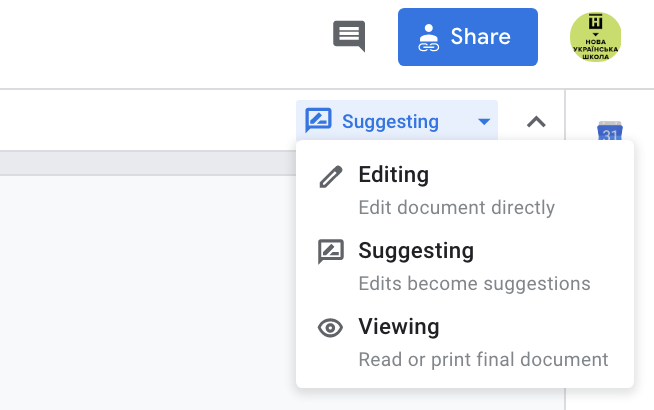 Share
Н
НОВА
УКРАЇНСЬКА
ШКОЛА
Suggesting
31
Editing
Edit document directly
Suggesting
Edits become suggestions
Viewing
Read or print final document